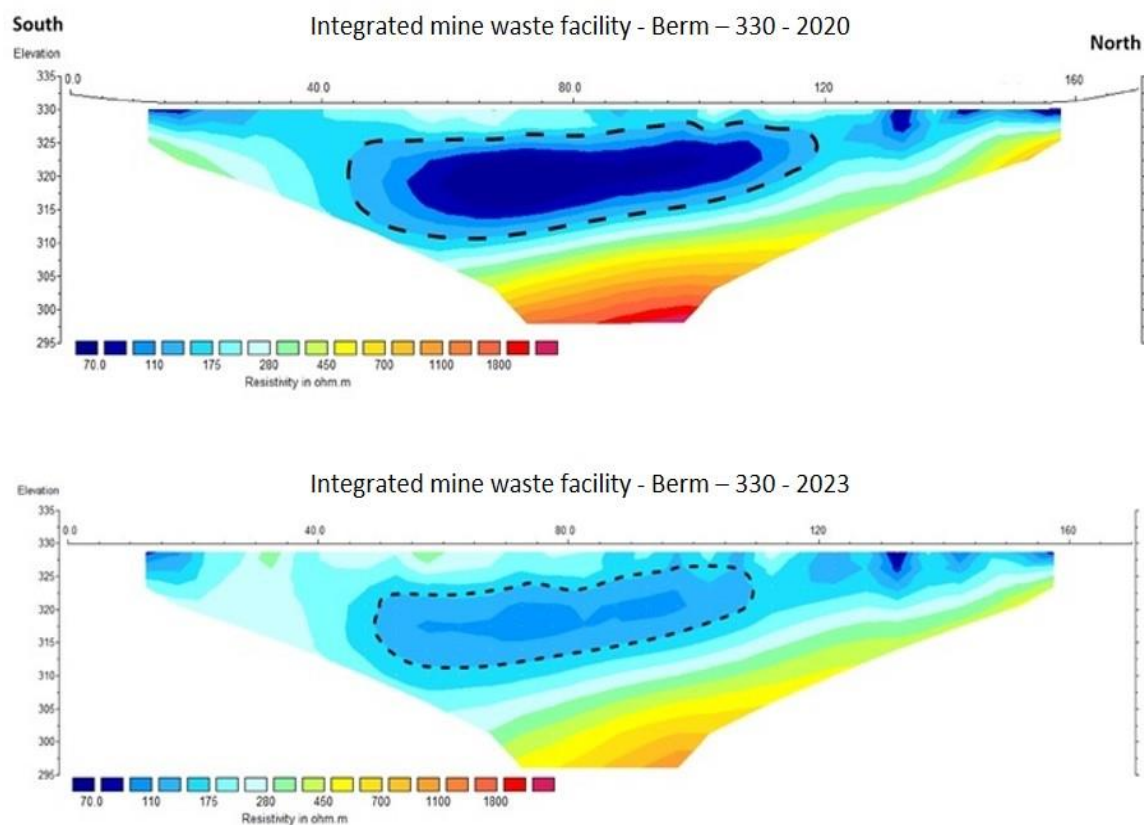 South
Integrated mine waste facility - Berm – 330 - 2020
North
Elevation
335
0.0
40.0
80.0
120
160
330
325
320
315
310
305
300
295
70.0 110 175 280 450 700 1100 1800
Resistivity in ohm.m
Integrated mine waste facility - Berm – 330 - 2023
Elevation
335
0.0
40.0
80.0
120
160
330
325
320
315
310
305
300
295
70.0 110 175 280 450 700 1100 1800
Resistivity in ohm.m